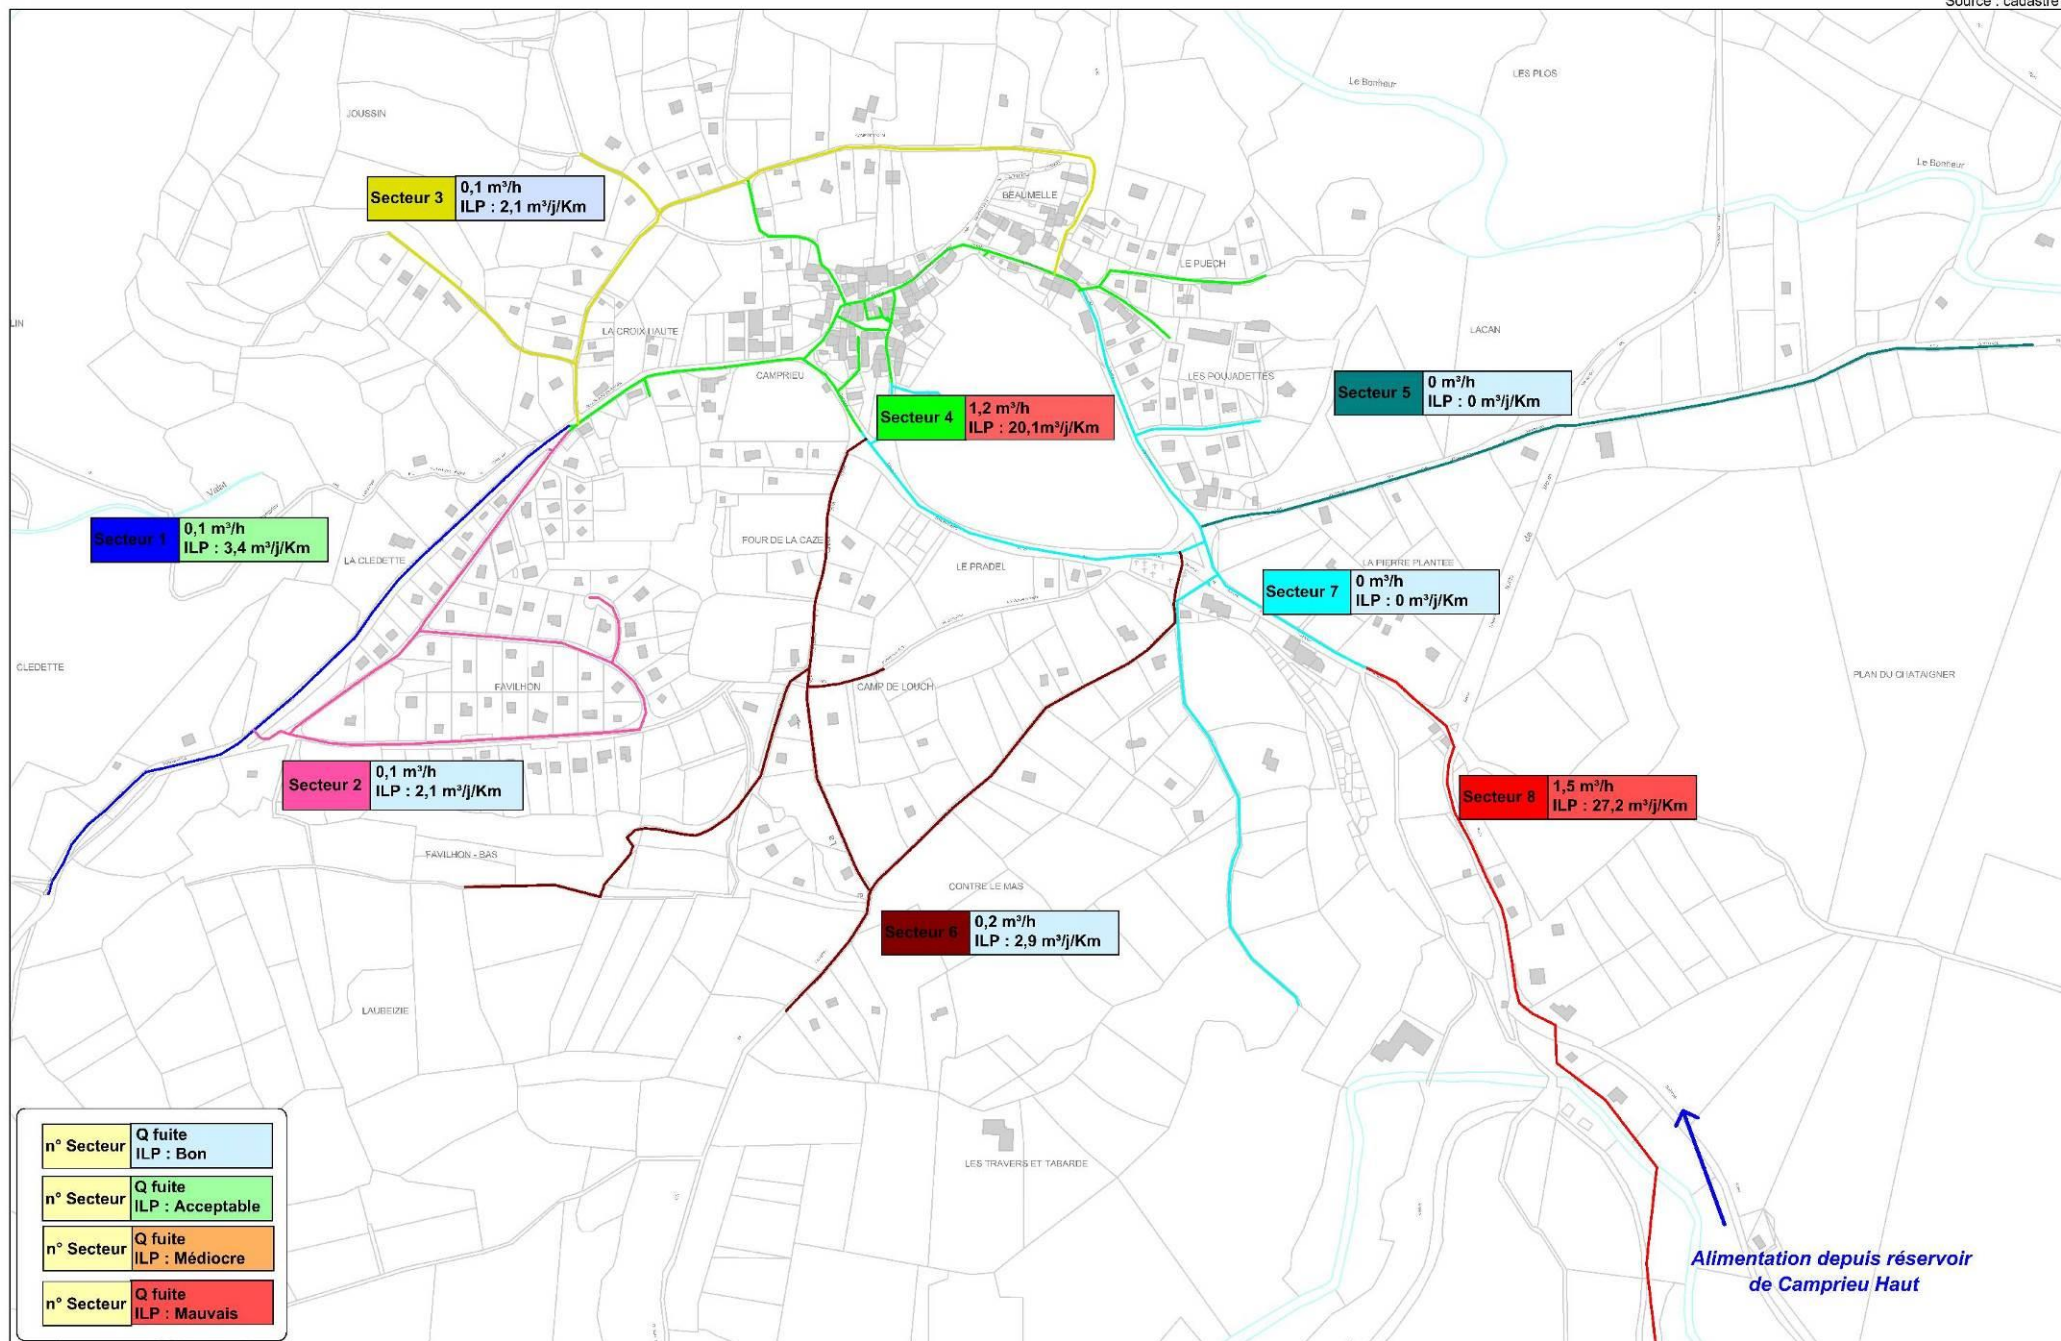 Source : cadastre
Le Bonheur
LES PLOS
JOUSSIN
Le Bonheur
Secteur 3
0,1 m³/h
ILP : 2,1 m³/j/Km
BEAUMELLE
LE PUECH
LIN
LA CROIX HAUTE
LACAN
CAMPRIEU
LES POUJADETTES
Secteur 5
0 m³/h
ILP : 0 m³/j/Km
Secteur 4
1,2 m³/h
ILP : 20,1m³/j/Km
Valat
Secteur 1
0,1 m³/h
ILP : 3,4 m³/j/Km
FOUR DE LA CAZE
LA CLEDETTE
LE PRADEL
LA PIERRE PLANTEE
Secteur 7
0 m³/h
ILP : 0 m³/j/Km
CLEDETTE
FAVILHON
CAMP DE LOUCH
PLAN DU CHATAIGNER
Secteur 2
0,1 m³/h
ILP : 2,1 m³/j/Km
Secteur 8
1,5 m³/h
ILP : 27,2 m³/j/Km
FAVILHON - BAS
CONTRE LE MAS
Secteur 6
0,2 m³/h
ILP : 2,9 m³/j/Km
LAUBEIZIE
n° Secteur
Q fuite
ILP : Bon
n° Secteur
Q fuite
ILP : Acceptable
n° Secteur
Q fuite
ILP : Médiocre
n° Secteur
Q fuite
ILP : Mauvais
LES TRAVERS ET TABARDE
Alimentation depuis réservoir
de Camprieu Haut